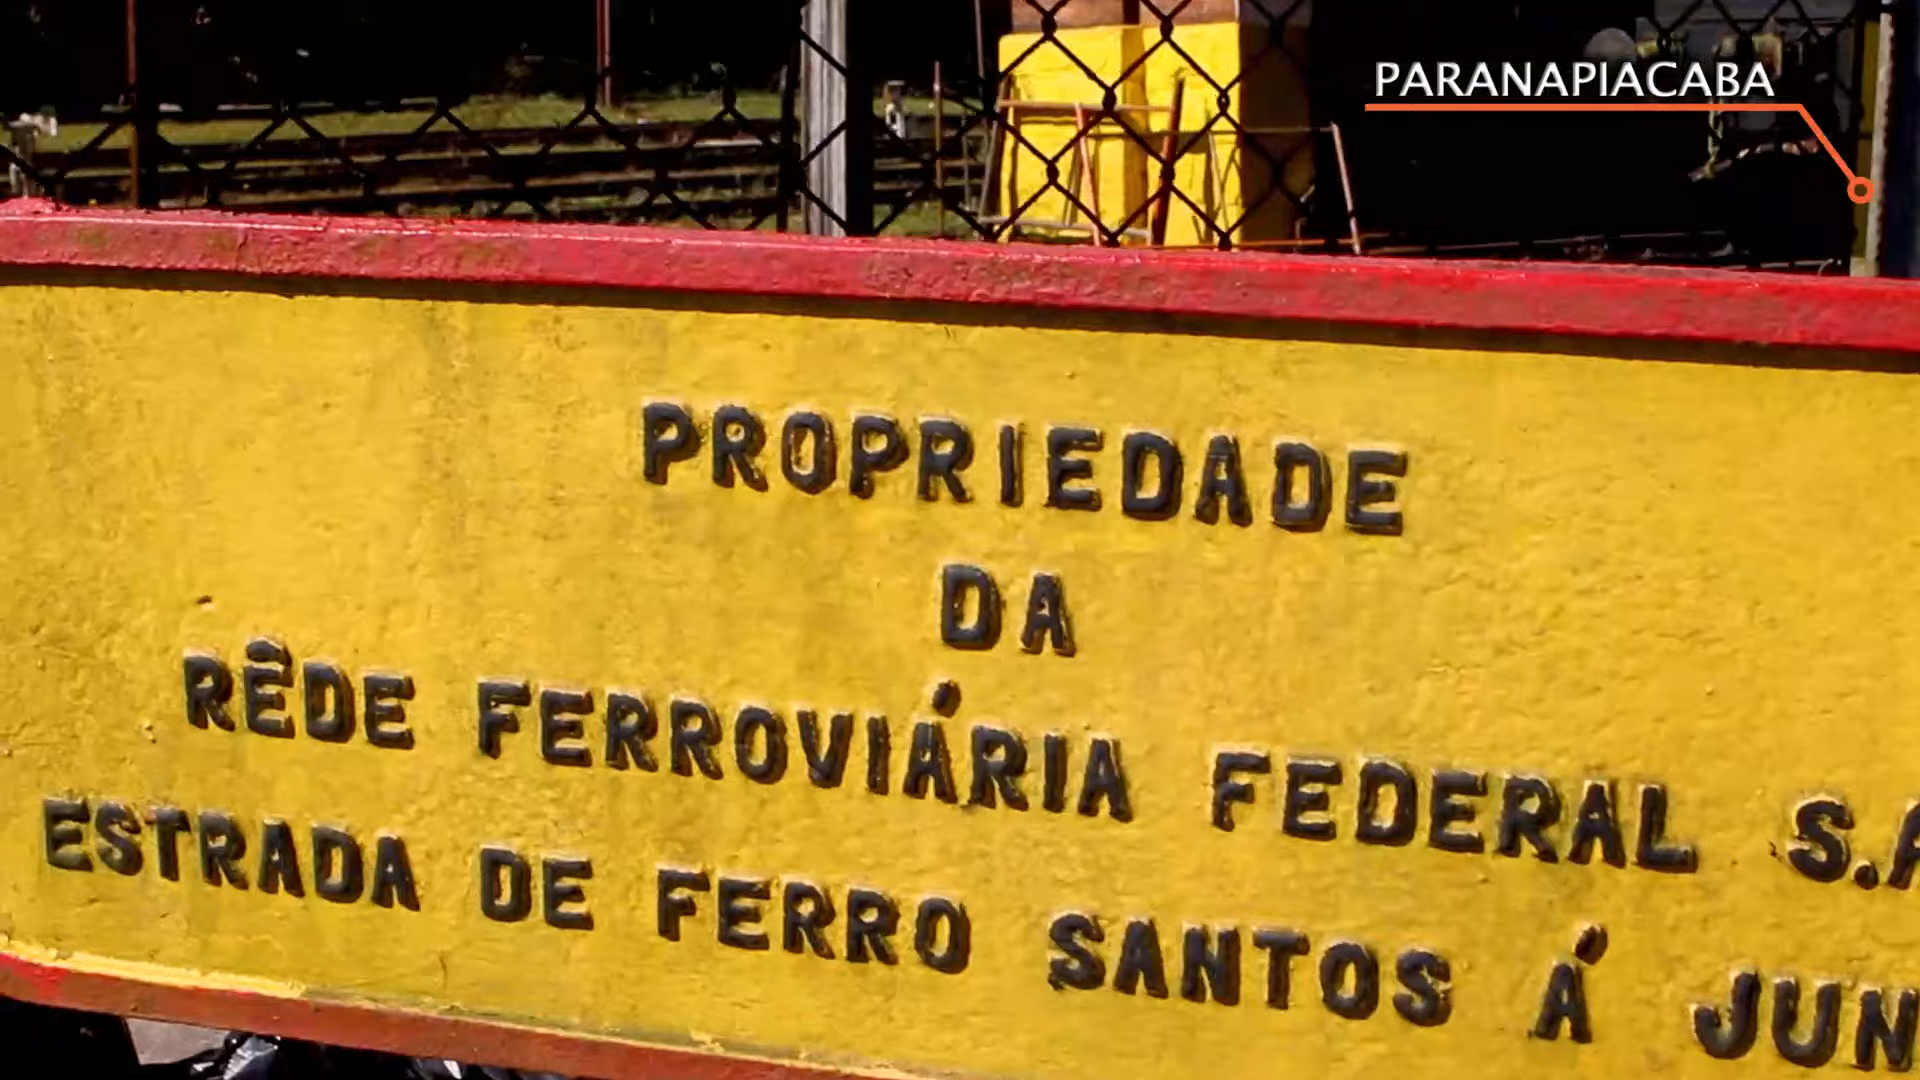 PARANAPIACABA
PROPRIEDADE
DA
RÊDE FERROVIÁRIA FEDERAL S.A
ESTRADA DE FERRO SANTOS Á JUN